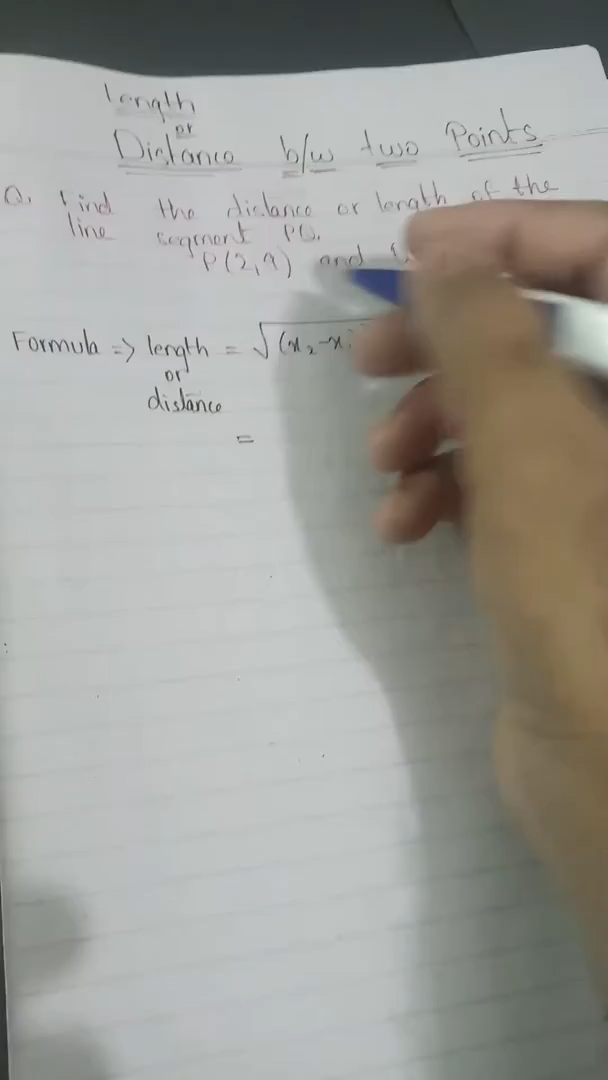 Length
or
Distance b/w two Points
Q. Find the distance or length of the
line segment PQ.
P(2,9) and
Formula => length = √(x₂-x
or
distance
=